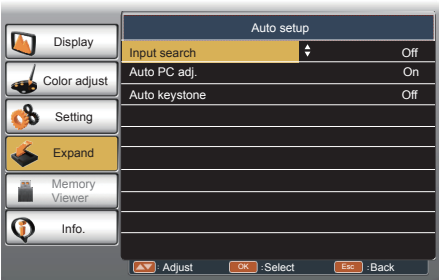 Auto setup
Display
Input search Off
Color adjust
Auto PC adj. On
Auto keystone Off
Setting
Expand
Memory
Viewer
Info.
: Adjust OK :Select Esc :Back